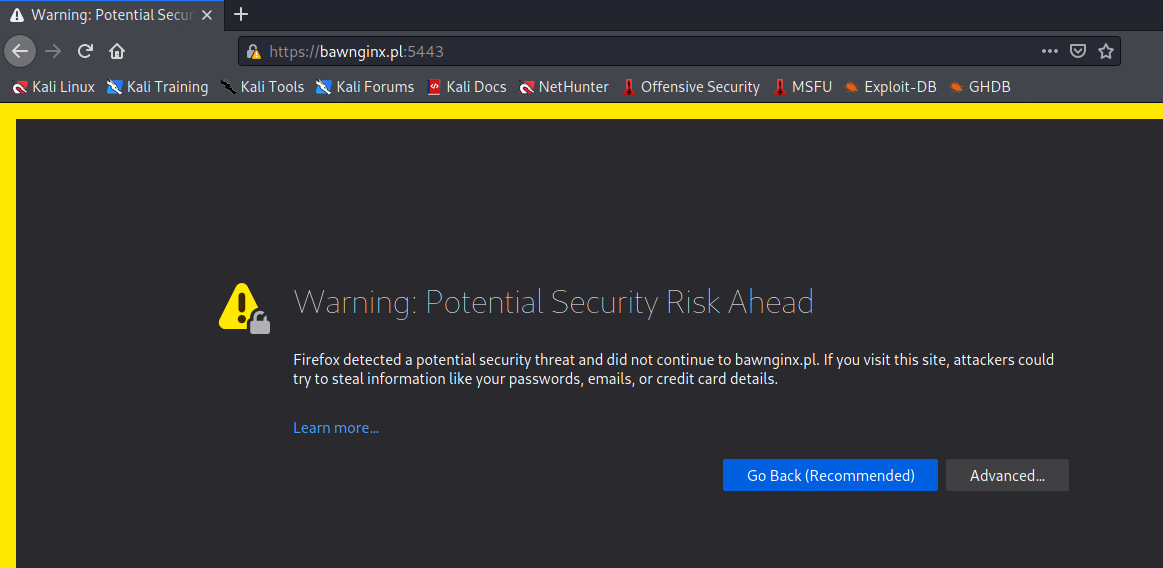 Warning: Potential Secur
https://bawnginx.pl:5443
Kali Linux Kali Training Kali Tools Kali Forums Kali Docs NetHunter Offensive Security MSFU Exploit-DB GHDB
Warning: Potential Security Risk Ahead
Firefox detected a potential security threat and did not continue to bawnginx.pl. If you visit this site, attackers could
try to steal information like your passwords, emails, or credit card details.
Learn more...
Go Back (Recommended) Advanced...